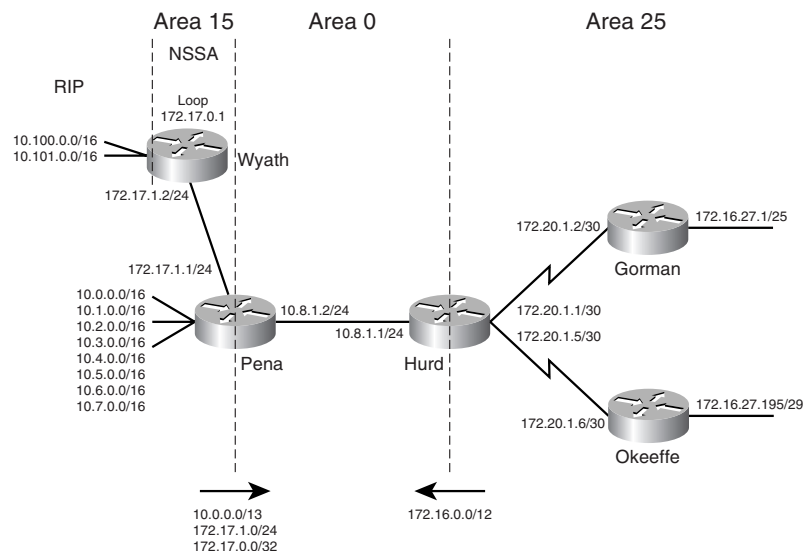 Area 15
Area 0
Area 25
NSSA
RIP
Loop
172.17.0.1
10.100.0.0/16
10.101.0.0/16
Wyath
172.17.1.2/24
172.17.1.1/24
10.0.0.0/16
10.1.0.0/16
10.2.0.0/16
10.3.0.0/16
10.4.0.0/16
10.5.0.0/16
10.6.0.0/16
10.7.0.0/16
Pena
10.8.1.2/24
10.8.1.1/24
Hurd
172.20.1.2/30
172.16.27.1/25
Gorman
172.20.1.1/30
172.20.1.5/30
172.20.1.6/30
172.16.27.195/29
Okeeffe
10.0.0.0/13
172.17.1.0/24
172.17.0.0/32
172.16.0.0/12